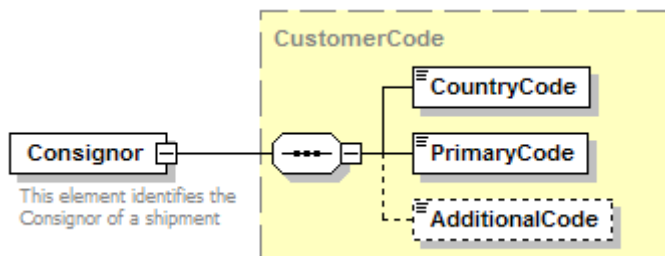 CustomerCode
CountryCode
Consignor
PrimaryCode
This element identifies the
Consignor of a shipment
AdditionalCode